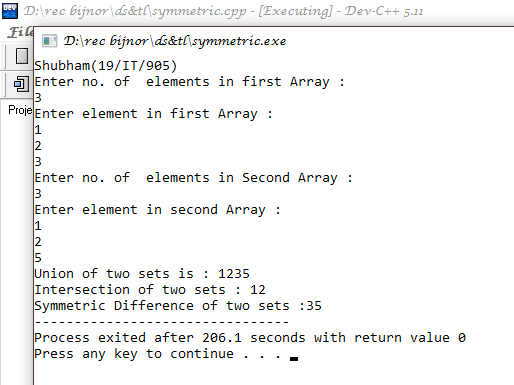 D:\rec bijnor\ds&tl\symmetric.cpp - [Executing] - Dev-C++ 5.11
File
D:\rec bijnor\ds&tl\symmetric.exe
Proje
Shubham(19/IT/905)
Enter no. of  elements in first Array :
3
Enter element in first Array :
1
2
3
Enter no. of  elements in Second Array :
3
Enter element in second Array :
1
2
5
Union of two sets is : 1235
Intersection of two sets : 12
Symmetric Difference of two sets :35
--------------------------------
Process exited after 206.1 seconds with return value 0
Press any key to continue . . .